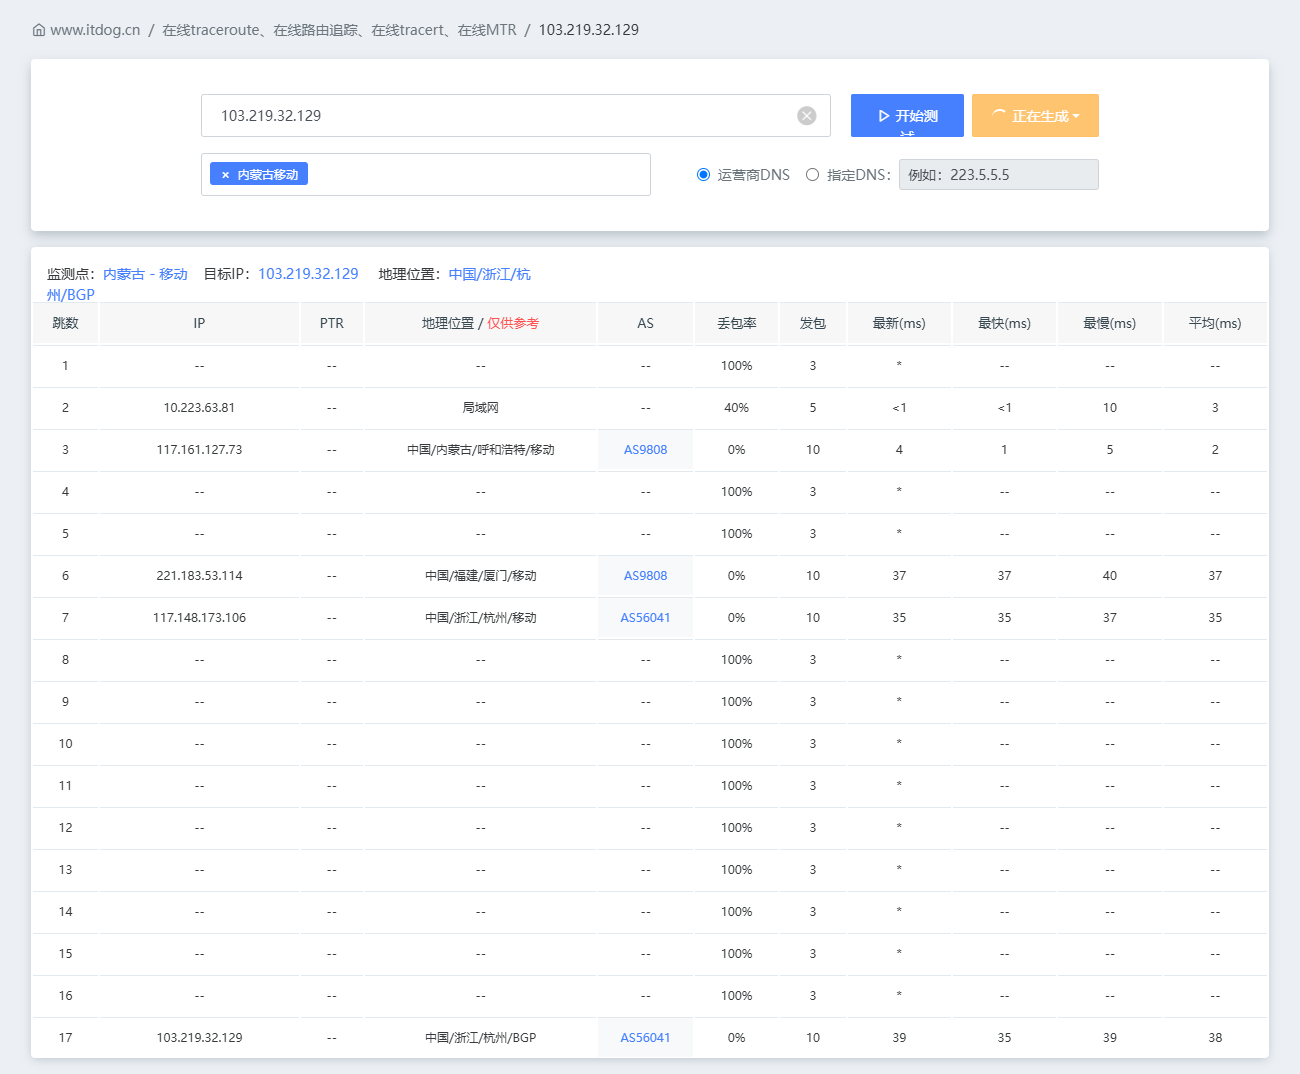 www.itdog.cn / 在线traceroute、在线路由追踪、在线tracert、在线MTR / 103.219.32.129
103.219.32.129 开始测试 正在生成
× 内蒙古移动 运营商DNS 指定DNS： 例如：223.5.5.5
监测点：内蒙古 - 移动 目标IP：103.219.32.129 地理位置：中国/浙江/杭
州/BGP
跳数 IP PTR 地理位置 / 仅供参考 AS 丢包率 发包 最新(ms) 最快(ms) 最慢(ms) 平均(ms)
1 -- -- -- -- 100% 3 * -- -- --
2 10.223.63.81 -- 局域网 -- 40% 5 <1 <1 10 3
3 117.161.127.73 -- 中国/内蒙古/呼和浩特/移动 AS9808 0% 10 4 1 5 2
4 -- -- -- -- 100% 3 * -- -- --
5 -- -- -- -- 100% 3 * -- -- --
6 221.183.53.114 -- 中国/福建/厦门/移动 AS9808 0% 10 37 37 40 37
7 117.148.173.106 -- 中国/浙江/杭州/移动 AS56041 0% 10 35 35 37 35
8 -- -- -- -- 100% 3 * -- -- --
9 -- -- -- -- 100% 3 * -- -- --
10 -- -- -- -- 100% 3 * -- -- --
11 -- -- -- -- 100% 3 * -- -- --
12 -- -- -- -- 100% 3 * -- -- --
13 -- -- -- -- 100% 3 * -- -- --
14 -- -- -- -- 100% 3 * -- -- --
15 -- -- -- -- 100% 3 * -- -- --
16 -- -- -- -- 100% 3 * -- -- --
17 103.219.32.129 -- 中国/浙江/杭州/BGP AS56041 0% 10 39 35 39 38